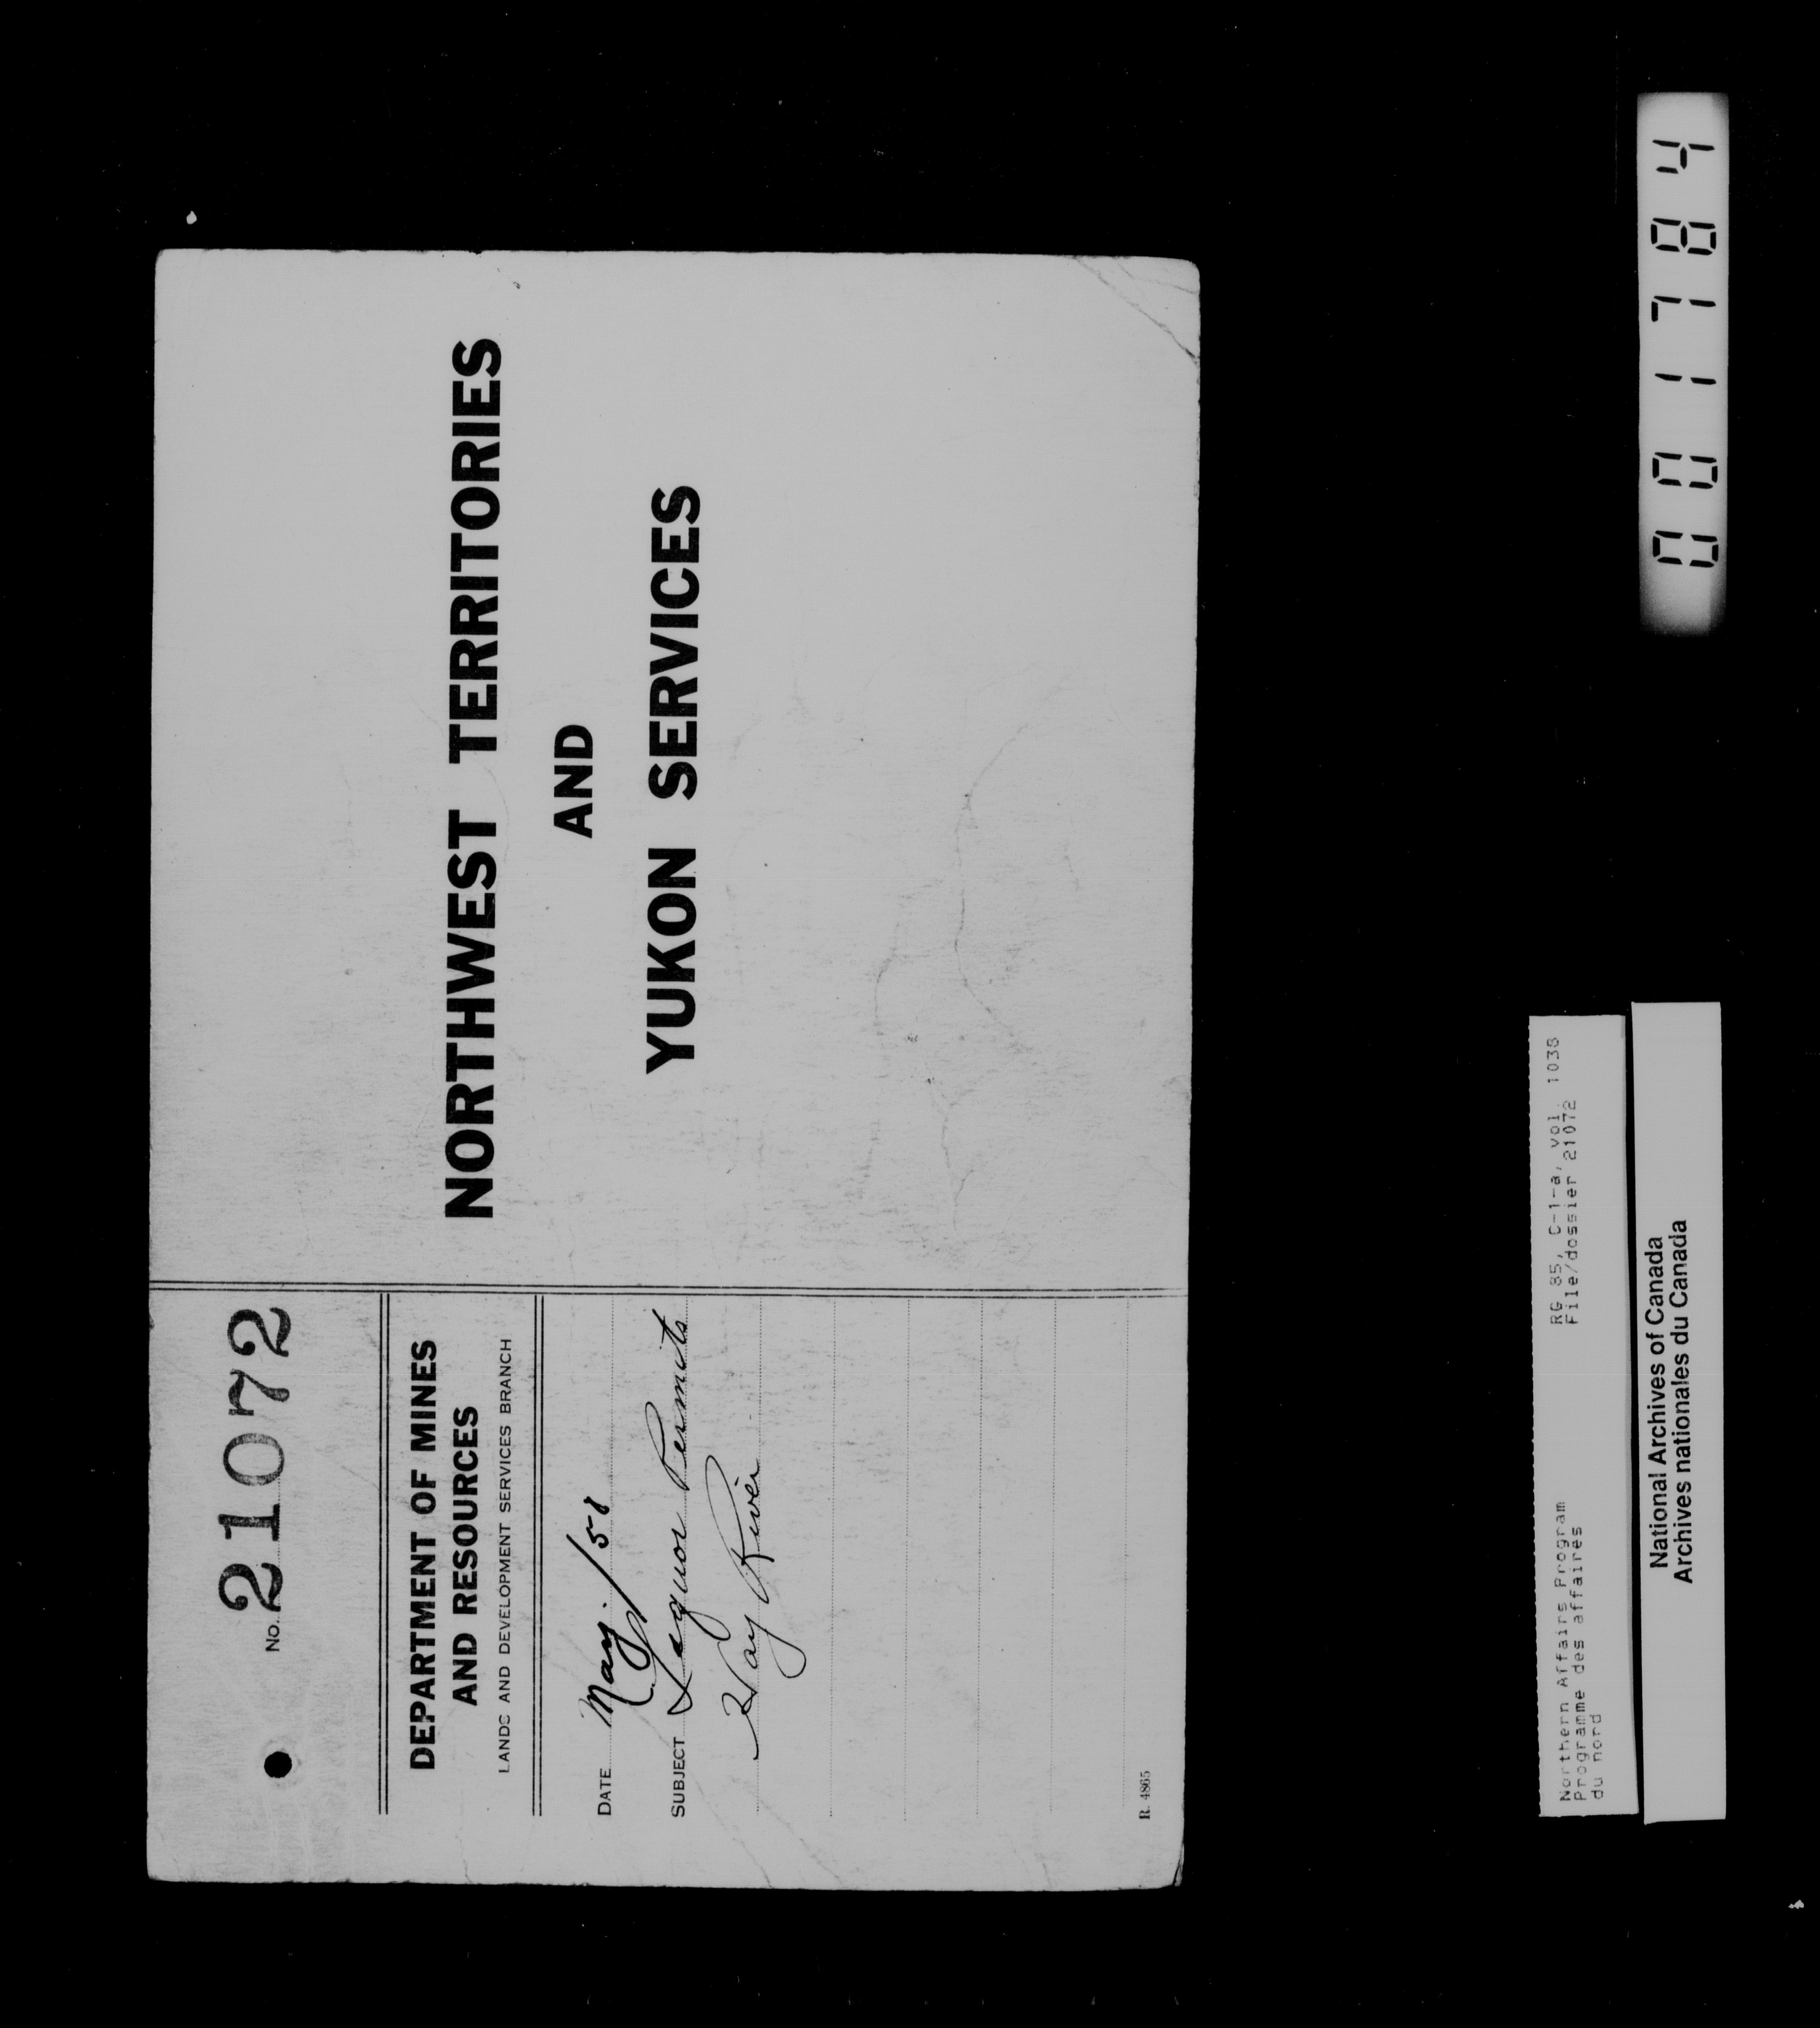 No. 21072
DEPARTMENT OF MINES
AND RESOURCES
LANDS AND DEVELOPMENT SERVICES BRANCH
DATE May./58
SUBJECT Liquor Permits
Hay River
R. 4865
NORTHWEST TERRITORIES
AND
YUKON SERVICES
001784
Northern Affairs Program
Programme des affaires
du nord
RG 85, C-1-a, vol. 1038
File/dossier 21072
National Archives of Canada
Archives nationales du Canada